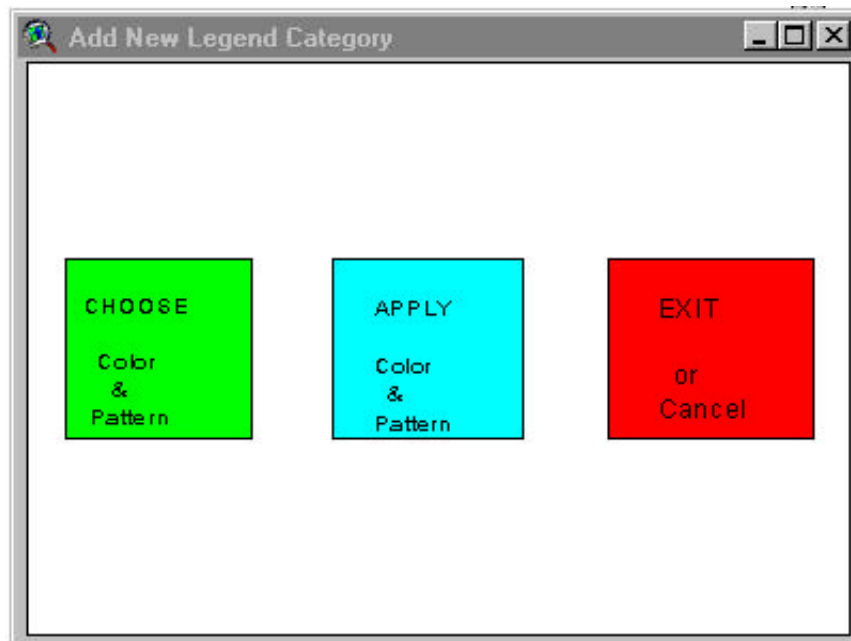 Add New Legend Category
CHOOSE
Color
&
Pattern
APPLY
Color
&
Pattern
EXIT
or
Cancel